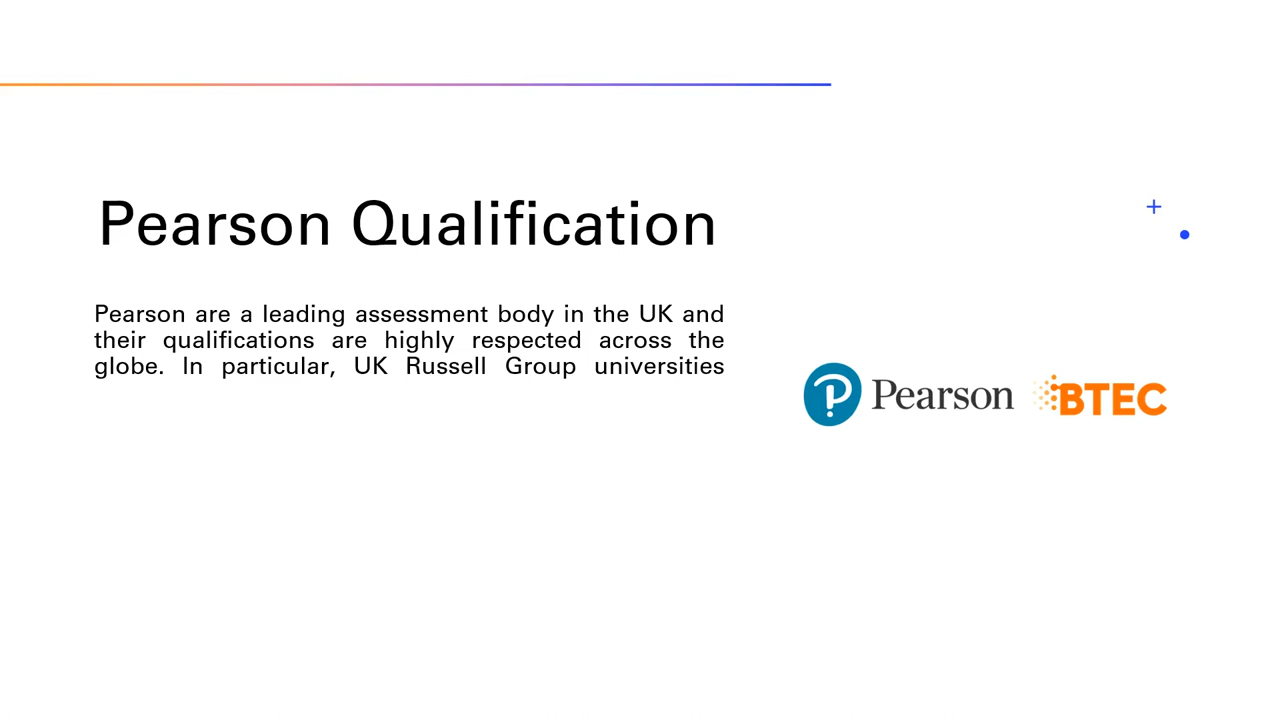 Pearson Qualification
Pearson are a leading assessment body in the UK and
their qualifications are highly respected across the
globe. In particular, UK Russell Group universities
Pearson BTEC